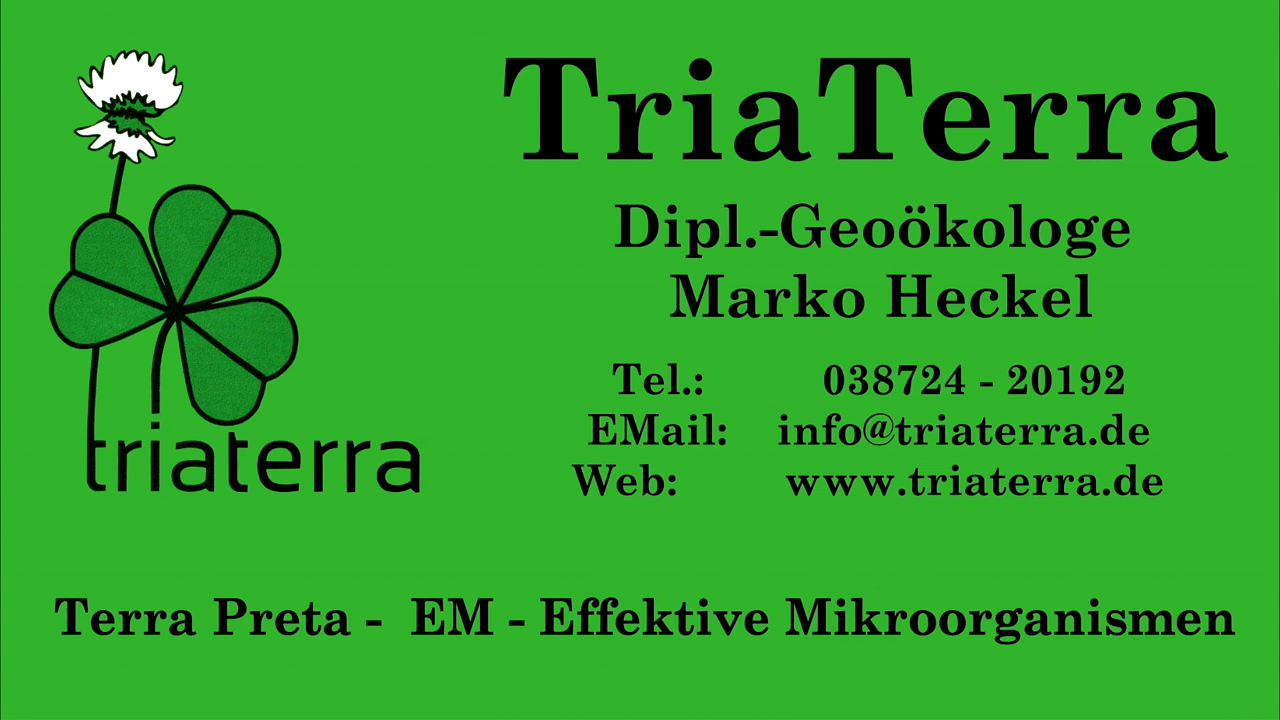 TriaTerra
Dipl.-Geoökologe
Marko Heckel
Tel.: 038724 - 20192
EMail: info@triaterra.de
Web: www.triaterra.de
triaterra
Terra Preta - EM - Effektive Mikroorganismen